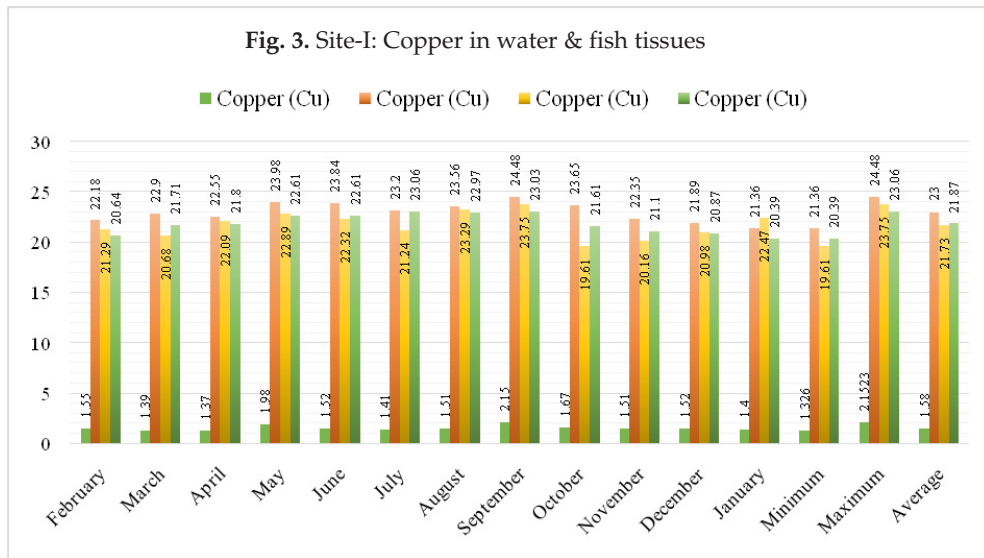 Fig. 3. Site-I: Copper in water & fish tissues
Copper (Cu) Copper (Cu) Copper (Cu) Copper (Cu)
30
25
20
15
10
5
0
1.55 22.18 21.29 20.64
1.39 22.9 20.68 21.71
1.37 22.55 22.09 21.8
1.98 23.98 22.89 22.61
1.52 23.84 22.32 22.61
1.41 23.2 21.24 23.06
1.51 23.56 23.29 22.97
2.15 24.48 23.75 23.03
1.67 23.65 19.61 21.61
1.51 22.35 20.16 21.1
1.52 21.89 20.98 20.87
1.4 21.36 22.47 20.39
1.326 21.36 19.61 20.39
2.1523 24.48 23.75 23.06
1.58 23 21.73 21.87
February March April May June July August September October November December January Minimum Maximum Average